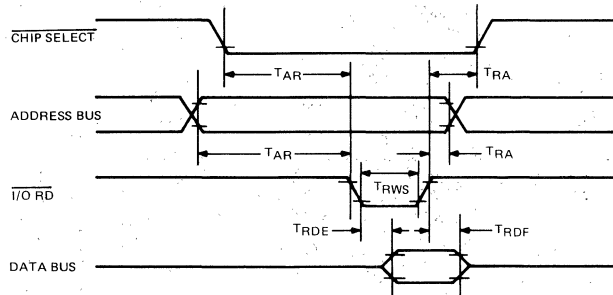 CHIP SELECT
TAR
TRA
ADDRESS BUS
TAR
TRA
I/O RD
TRWS
TRDE
TRDF
DATA BUS